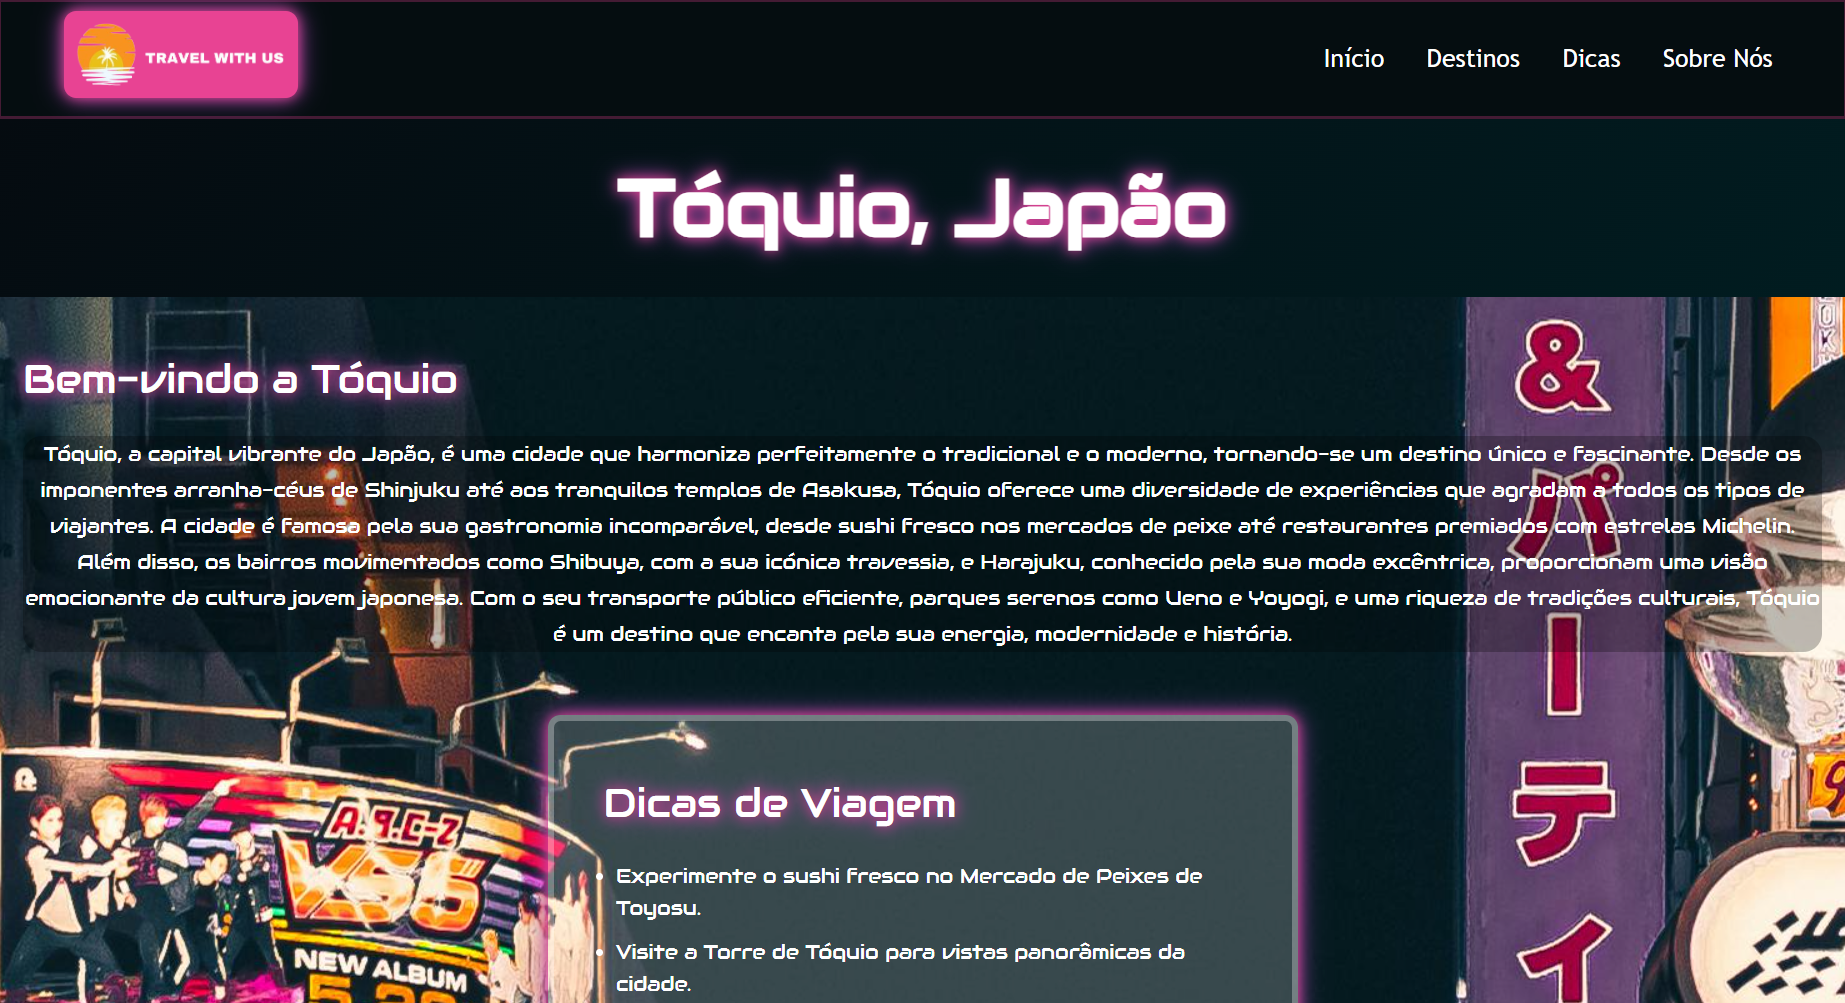 TRAVEL WITH US
Início Destinos Dicas Sobre Nós
Tóquio, Japão
Bem-vindo a Tóquio
Tóquio, a capital vibrante do Japão, é uma cidade que harmoniza perfeitamente o tradicional e o moderno, tornando-se um destino único e fascinante. Desde os
imponentes arranha-céus de Shinjuku até aos tranquilos templos de Asakusa, Tóquio oferece uma diversidade de experiências que agradam a todos os tipos de
viajantes. A cidade é famosa pela sua gastronomia incomparável, desde sushi fresco nos mercados de peixe até restaurantes premiados com estrelas Michelin.
Além disso, os bairros movimentados como Shibuya, com a sua icónica travessia, e Harajuku, conhecido pela sua moda excêntrica, proporcionam uma visão
emocionante da cultura jovem japonesa. Com o seu transporte público eficiente, parques serenos como Ueno e Yoyogi, e uma riqueza de tradições culturais, Tóquio
é um destino que encanta pela sua energia, modernidade e história.
Dicas de Viagem
Experimente o sushi fresco no Mercado de Peixes de
Toyosu.
Visite a Torre de Tóquio para vistas panorâmicas da
cidade.
A.9.C-Z
VS5
NEW ALBUM
&パーティ